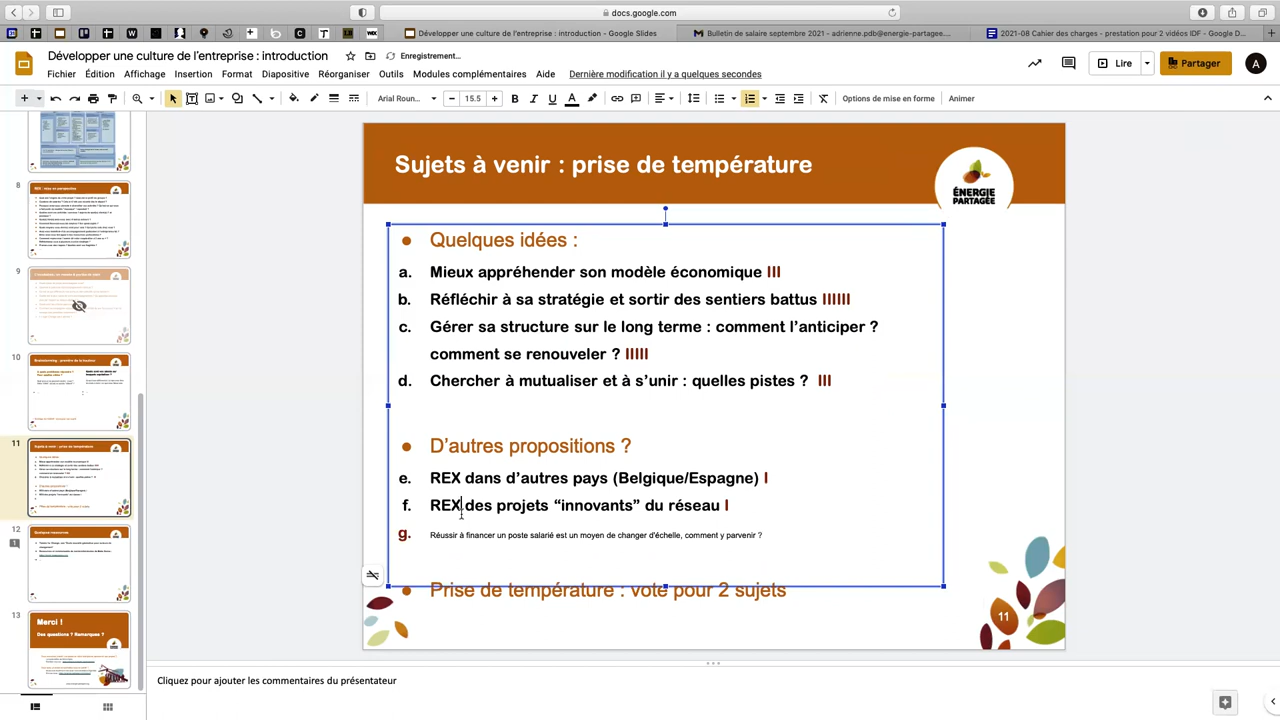 docs.google.com
Développer une culture de l'entreprise : introduction - Google Slides
Bulletin de salaire septembre 2021 - adrienne.pdb@energie-partagee...
2021-08 Cahier des charges - prestation pour 2 vidéos IDF - Google D...
Développer une culture de l'entreprise : introduction
Enregistrement...
Fichier Édition Affichage Insertion Format Diapositive Réorganiser Outils Modules complémentaires Aide Dernière modification il y a quelques secondes
Lire
Partager
A
Arial Roun...
15.5
Options de mise en forme
Animer
8
9
10
11
12
13
1
Merci !
Des questions ? Remarques ?
Sujets à venir : prise de température
ÉNERGIE
PARTAGÉE
Quelques idées :
a. Mieux appréhender son modèle économique III
b. Réfléchir à sa stratégie et sortir des sentiers battus IIIIII
c. Gérer sa structure sur le long terme : comment l'anticiper ?
comment se renouveler ? IIIII
d. Chercher à mutualiser et à s'unir : quelles pistes ? III
D'autres propositions ?
e. REX dans d'autres pays (Belgique/Espagne) I
f. REX des projets "innovants" du réseau I
g. Réussir à financer un poste salarié est un moyen de changer d'échelle, comment y parvenir ?
Prise de température : vote pour 2 sujets
11
Cliquez pour ajouter les commentaires du présentateur